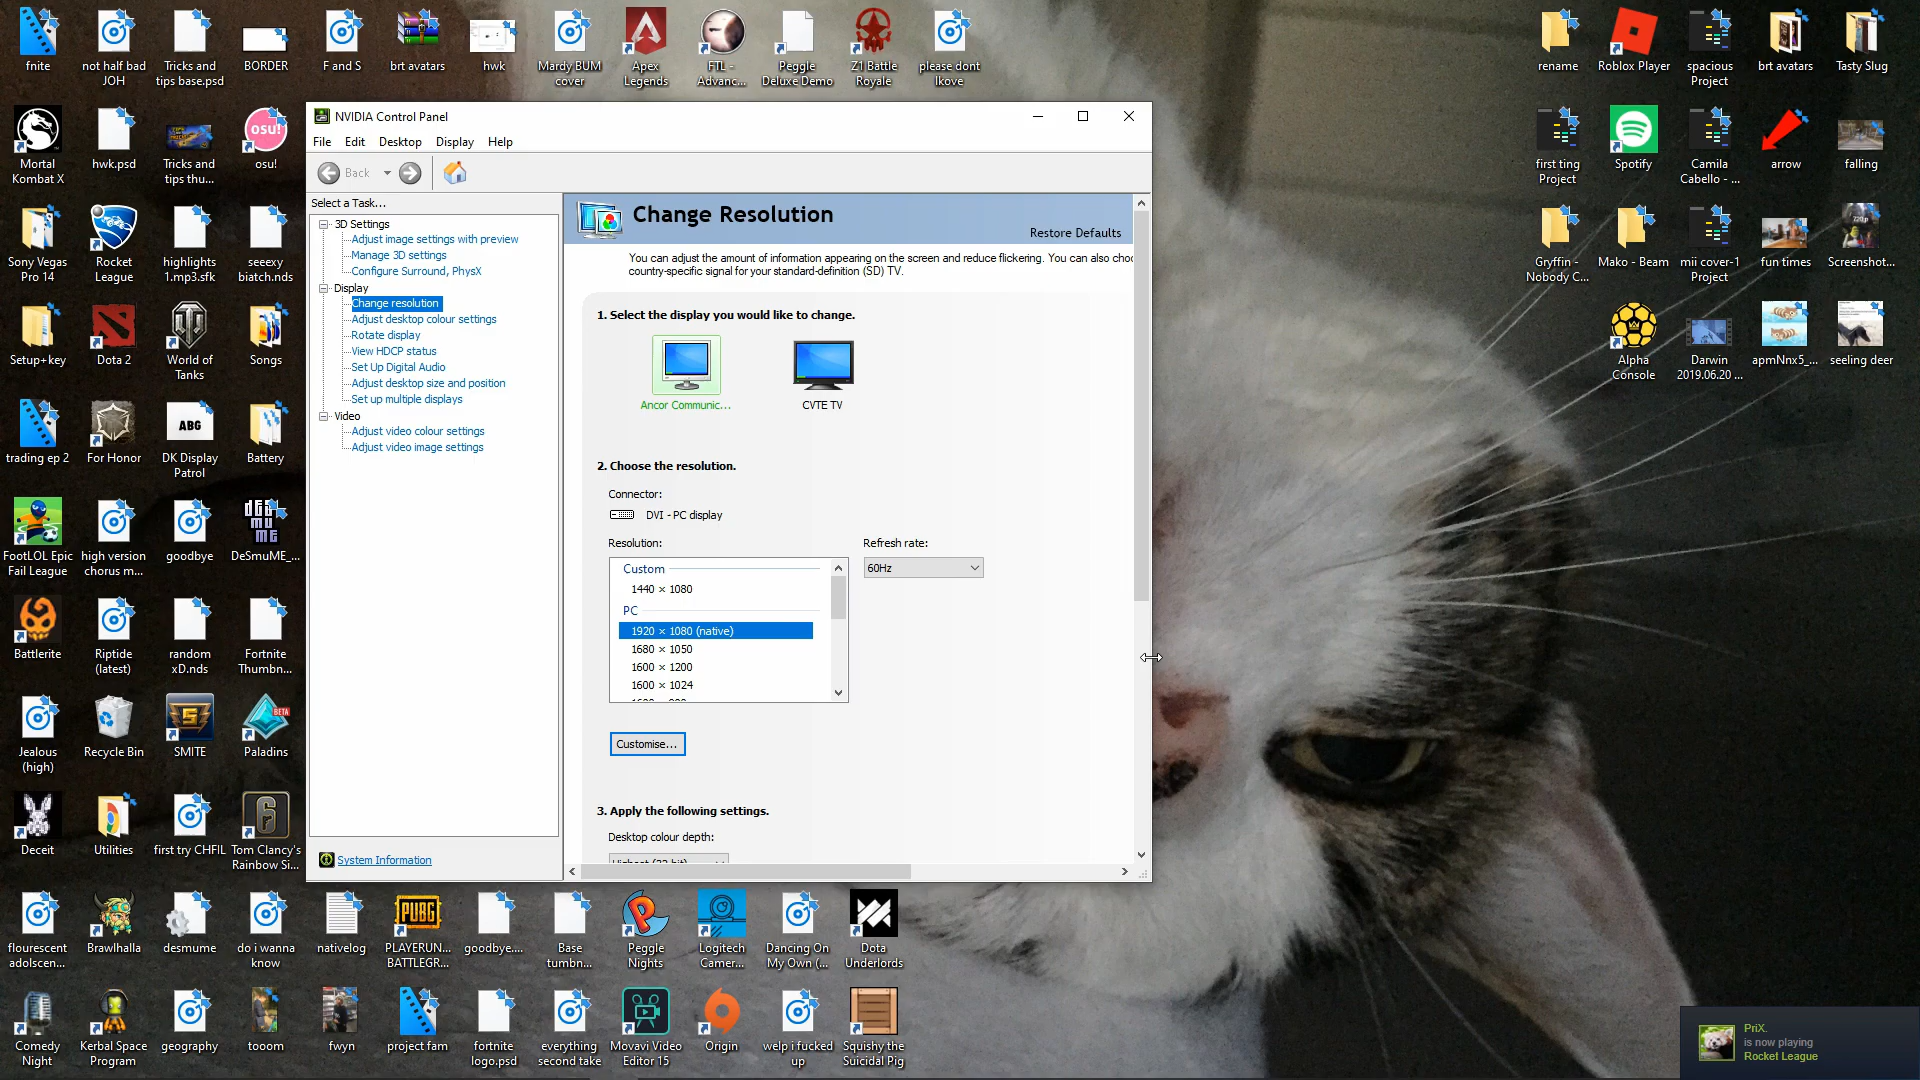 fnite
not half bad
JOH
Tricks and
tips base.psd
BORDER
F and S
brt avatars
hwk
Mardy BUM
cover
Apex
Legends
FTL -
Advanc...
Peggle
Deluxe Demo
Z1 Battle
Royale
please dont
lkove
rename
Roblox Player
spacious
Project
brt avatars
Tasty Slug
Mortal
Kombat X
hwk.psd
Tricks and
tips thu...
osu!
osu!
first ting
Project
Spotify
Camila
Cabello - ...
arrow
falling
Sony Vegas
Pro 14
Rocket
League
highlights
1.mp3.sfk
seeexy
biatch.nds
Gryffin -
Nobody C...
Mako - Beam
mii cover-1
Project
fun times
720p
Screenshot...
Setup+key
Dota 2
World of
Tanks
Songs
Alpha
Console
Darwin
2019.06.20 ...
apmNnx5_...
seeling deer
trading ep 2
For Honor
ABG
DK Display
Patrol
Battery
FootLOL Epic
Fail League
high version
chorus m...
goodbye
DeSmuME_...
Battlerite
Riptide
(latest)
random
xD.nds
Fortnite
Thumbn...
Jealous
(high)
Recycle Bin
SMITE
BETA
Paladins
Deceit
Utilities
first try CHFIL
6
Tom Clancy's
Rainbow Si...
NVIDIA Control Panel
File Edit Desktop Display Help
Back
Select a Task...
3D Settings
Adjust image settings with preview
Manage 3D settings
Configure Surround, PhysX
Display
Change resolution
Adjust desktop colour settings
Rotate display
View HDCP status
Set Up Digital Audio
Adjust desktop size and position
Set up multiple displays
Video
Adjust video colour settings
Adjust video image settings
System Information
Change Resolution
Restore Defaults
You can adjust the amount of information appearing on the screen and reduce flickering. You can also choo
country-specific signal for your standard-definition (SD) TV.
1. Select the display you would like to change.
Ancor Communic...
CVTE TV
2. Choose the resolution.
Connector:
DVI - PC display
Resolution:
Refresh rate:
60Hz
Custom
1440 × 1080
PC
1920 × 1080 (native)
1680 × 1050
1600 × 1200
1600 × 1024
Customise...
3. Apply the following settings.
Desktop colour depth:
Highest (32-bit)
flourescent
adolscen...
Brawlhalla
desmume
do i wanna
know
nativelog
PUBG
PLAYERUN...
BATTLEGR...
goodbye....
Base
tumbn...
Peggle
Nights
Logitech
Camer...
Dancing On
My Own (...
Dota
Underlords
Comedy
Night
Kerbal Space
Program
geography
tooom
fwyn
project fam
fortnite
logo.psd
everything
second take
Movavi Video
Editor 15
Origin
welp i fucked
up
Squishy the
Suicidal Pig
PriX.
is now playing
Rocket League